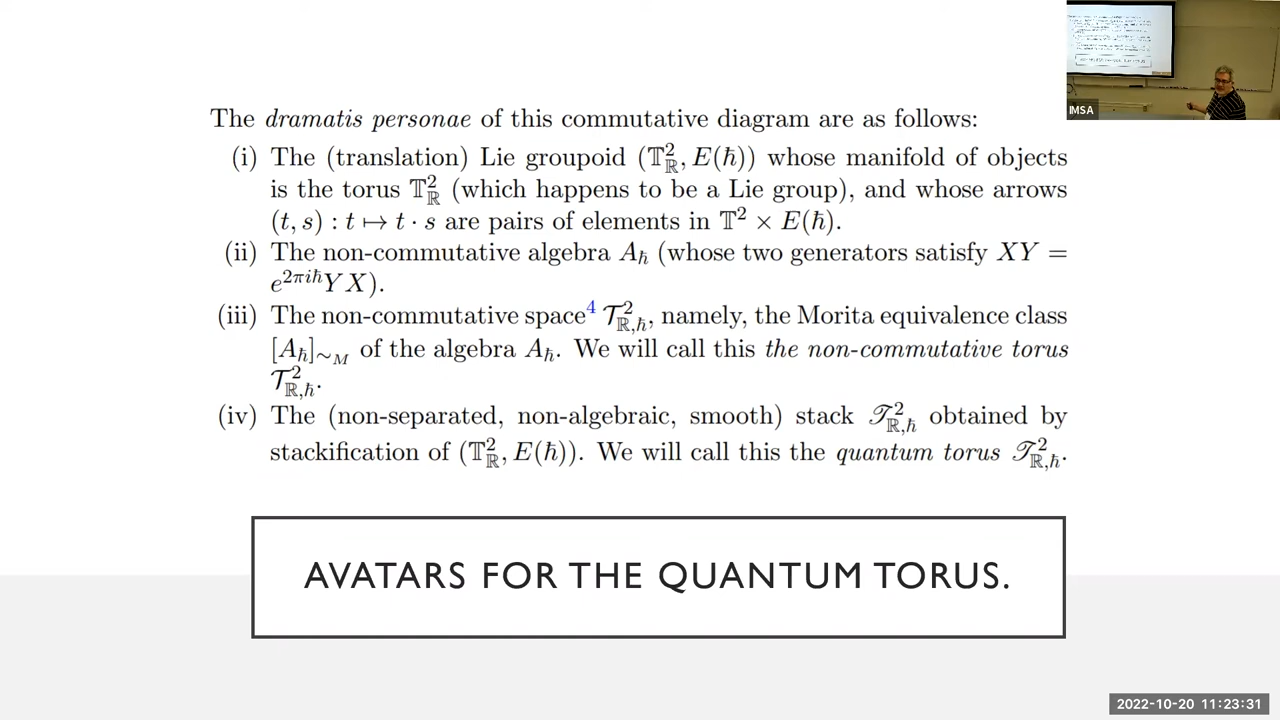 The dramatis personae of this commutative diagram are as follows:
(i) The (translation) Lie groupoid (𝕋²_ℝ, E(ℏ)) whose manifold of objects
is the torus 𝕋²_ℝ (which happens to be a Lie group), and whose arrows
(t, s) : t ↦ t · s are pairs of elements in 𝕋² × E(ℏ).
(ii) The non-commutative algebra A_ℏ (whose two generators satisfy XY =
e^{2πiℏ}YX).
(iii) The non-commutative space⁴ 𝒯²_{ℝ,ℏ}, namely, the Morita equivalence class
[A_ℏ]_{∼M} of the algebra A_ℏ. We will call this the non-commutative torus
𝒯²_{ℝ,ℏ}.
(iv) The (non-separated, non-algebraic, smooth) stack 𝒯²_{ℝ,ℏ} obtained by
stackification of (𝕋²_ℝ, E(ℏ)). We will call this the quantum torus 𝒯²_{ℝ,ℏ}.
AVATARS FOR THE QUANTUM TORUS.
IMSA
2022-10-20 11:23:31